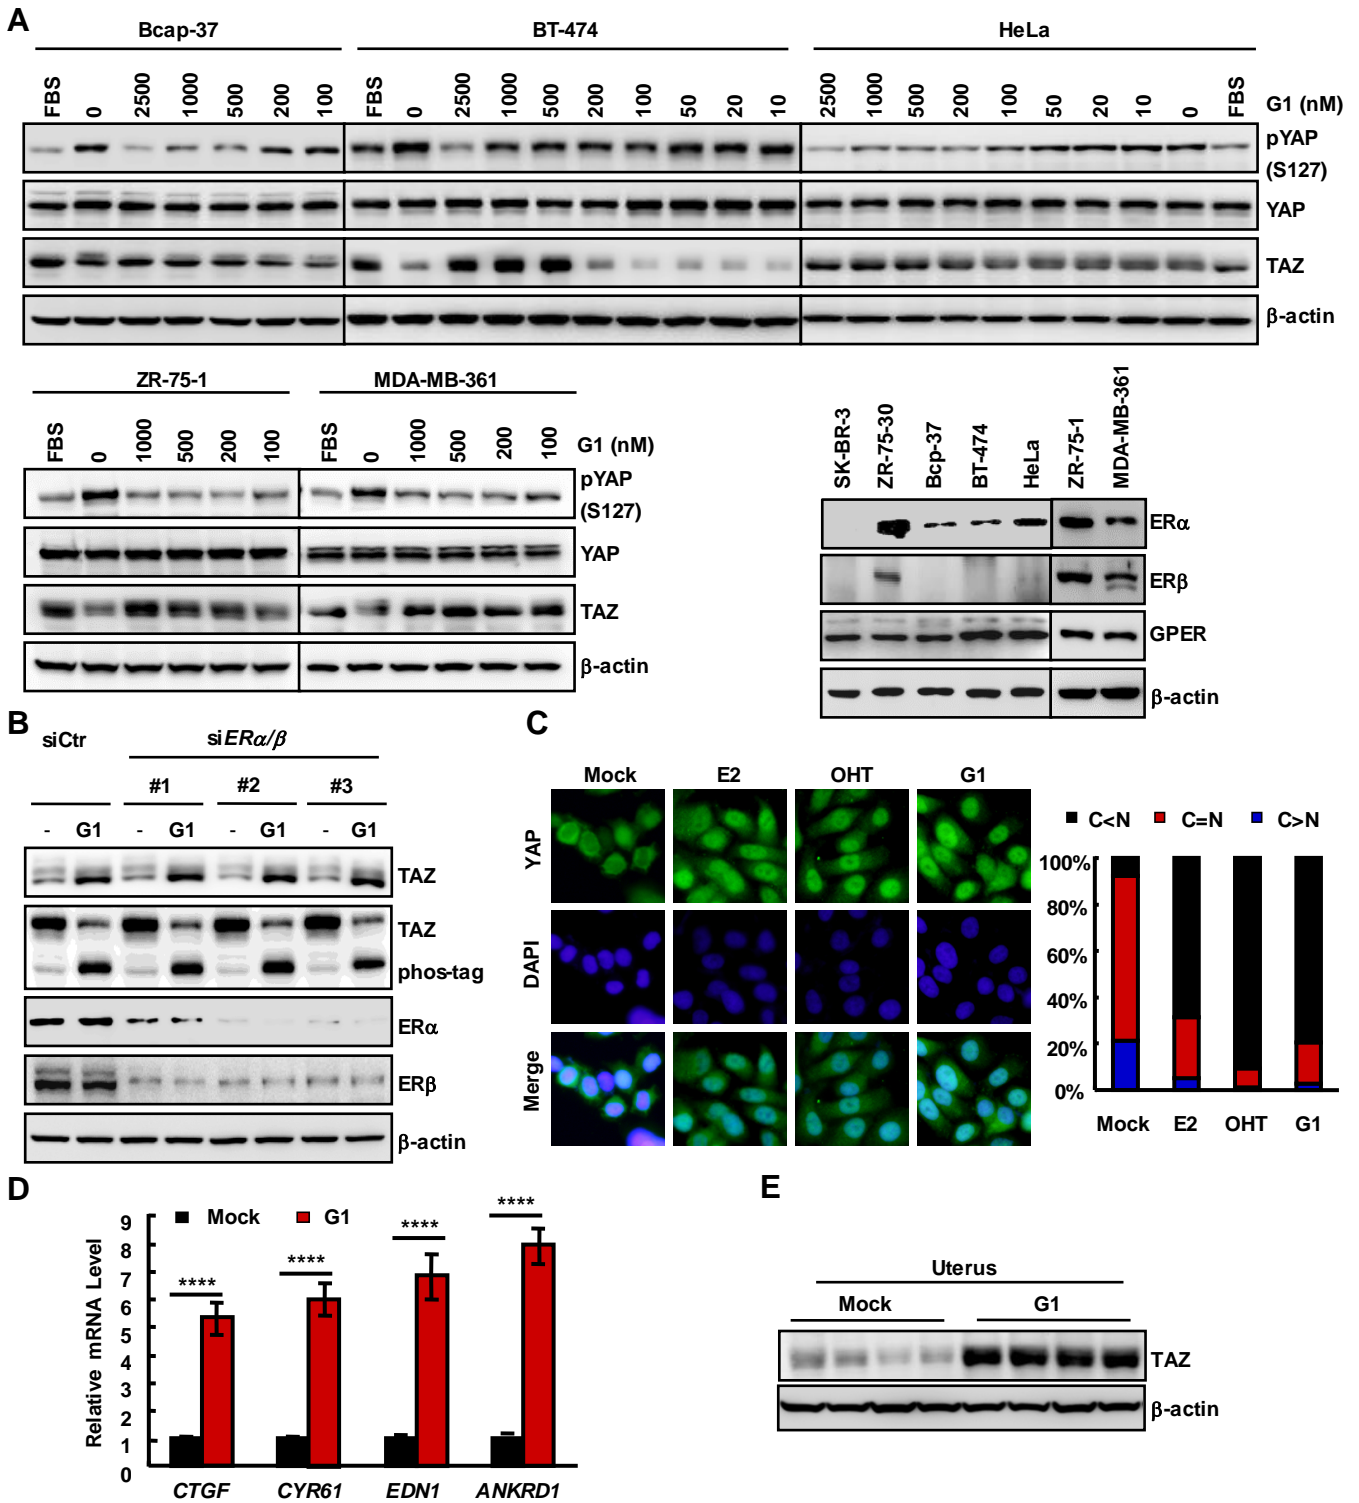 A
Bcap-37 BT-474 HeLa
FBS 0 2500 1000 500 200 100 FBS 0 2500 1000 500 200 100 50 20 10 2500 1000 500 200 100 50 20 10 0 FBS G1 (nM)
pYAP
(S127)
YAP
TAZ
β-actin
ZR-75-1 MDA-MB-361
FBS 0 1000 500 200 100 FBS 0 1000 500 200 100 G1 (nM)
pYAP
(S127)
YAP
TAZ
β-actin
SK-BR-3 ZR-75-30 Bcp-37 BT-474 HeLa ZR-75-1 MDA-MB-361
ERα
ERβ
GPER
β-actin
B
siCtr siERα/β
#1 #2 #3
- G1 - G1 - G1 - G1
TAZ
TAZ
phos-tag
ERα
ERβ
β-actin
C
Mock E2 OHT G1
YAP
DAPI
Merge
C<N C=N C>N
100%
80%
60%
40%
20%
0%
Mock E2 OHT G1
D
Mock G1
Relative mRNA Level
9
8
7
6
5
4
3
2
1
0
**** **** **** ****
CTGF CYR61 EDN1 ANKRD1
E
Uterus
Mock G1
TAZ
β-actin